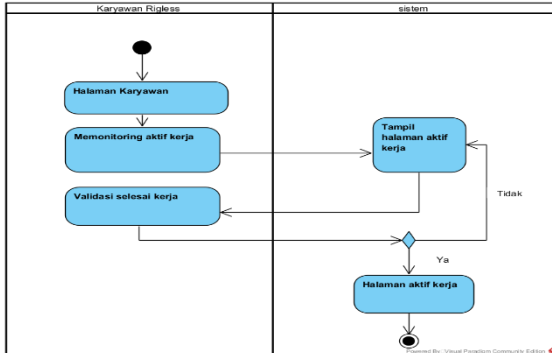 Karyawan Rigless
sistem
Halaman Karyawan
Memonitoring aktif kerja
Tampil
halaman aktif
kerja
Validasi selesai kerja
Tidak
Ya
Halaman aktif kerja
Powered By: Visual Paradigm Community Edition